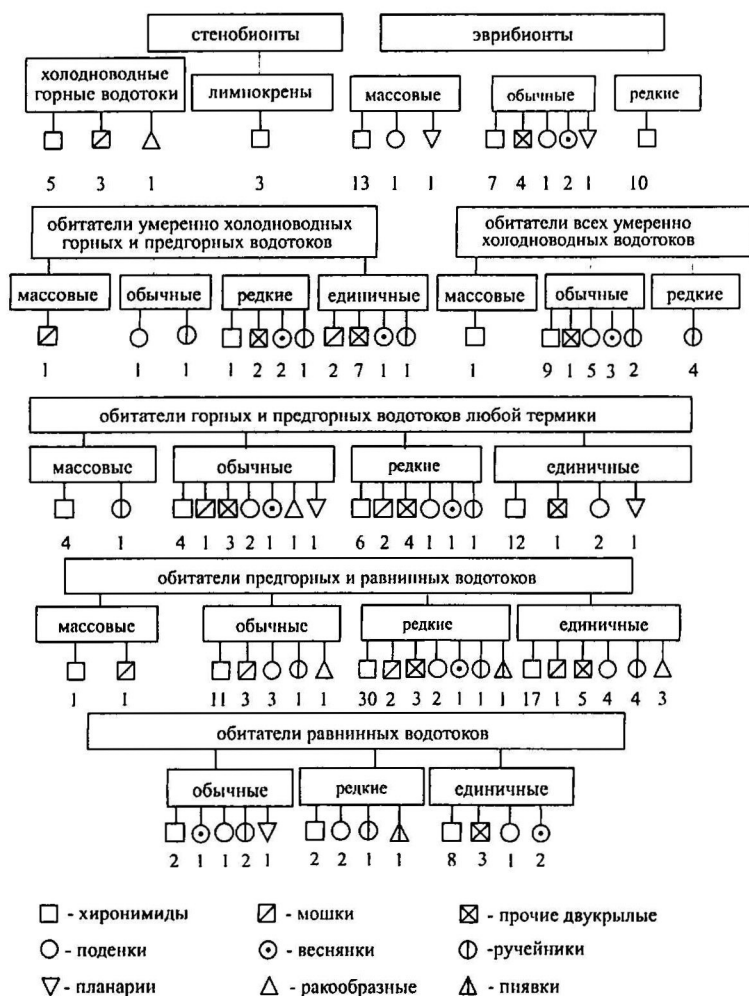 стенобионты эврибионты
холодноводные горные водотоки лимнокрены массовые обычные редкие
5 3 1 3 13 1 1 7 4 1 2 1 10
обитатели умеренно холодноводных горных и предгорных водотоков
обитатели всех умеренно холодноводных водотоков
массовые обычные редкие единичные массовые обычные редкие
1 1 1 1 2 2 1 2 7 1 1 1 9 1 5 3 2 4
обитатели горных и предгорных водотоков любой термики
массовые обычные редкие единичные
4 1 4 1 3 2 1 1 1 6 2 4 1 1 1 12 1 2 1
обитатели предгорных и равнинных водотоков
массовые обычные редкие единичные
1 1 11 3 3 1 1 30 2 3 2 1 1 1 17 1 5 4 4 3
обитатели равнинных водотоков
обычные редкие единичные
2 1 1 2 1 2 2 1 1 8 3 1 2
- хирономиды - мошки - прочие двукрылые
- поденки - веснянки -ручейники
- планарии - ракообразные - пиявки